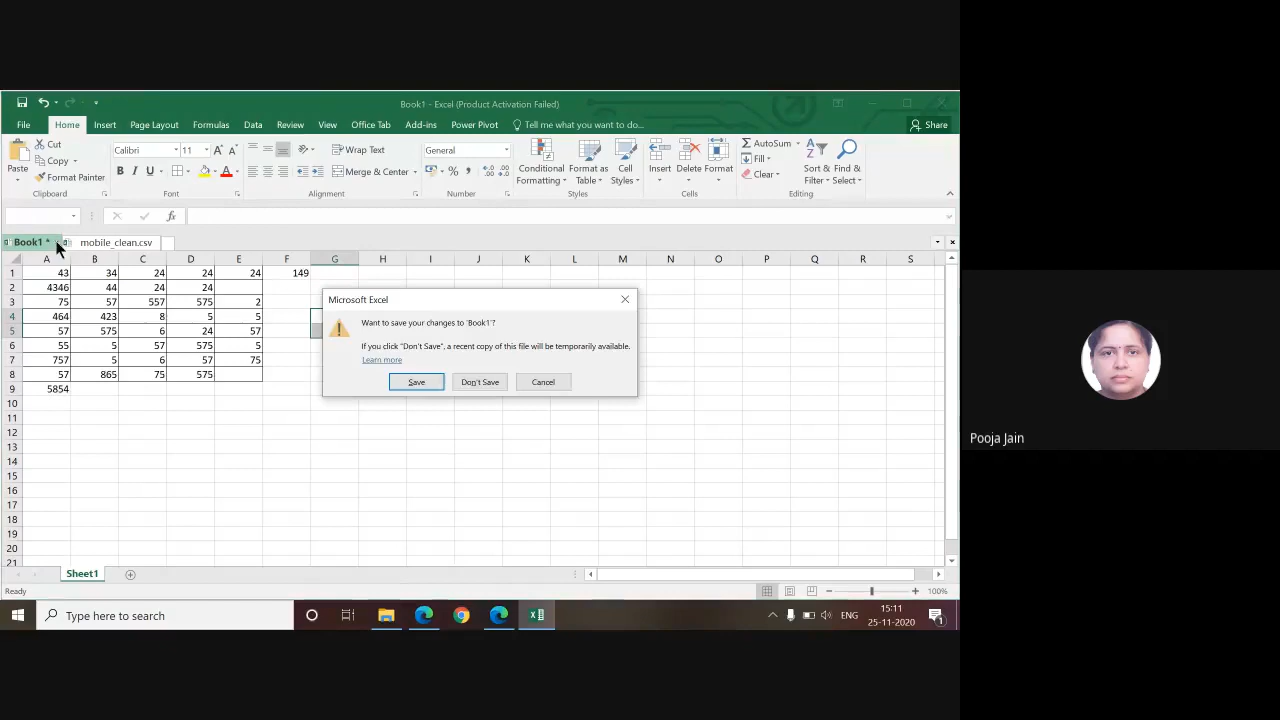 Book1 - Excel (Product Activation Failed)
File Home Insert Page Layout Formulas Data Review View Office Tab Add-ins Power Pivot Tell me what you want to do... Share
Cut
Copy
Format Painter
Paste
Clipboard
Calibri 11 A A
B I U A
Font
Wrap Text
Merge & Center
Alignment
General
% ,
Number
Conditional Formatting
Format as Table
Cell Styles
Styles
Insert Delete Format
Cells
AutoSum
Fill
Clear
Sort & Filter
Find & Select
Editing
fx
Book1 * mobile_clean.csv
A B C D E F G H I J K L M N O P Q R S
1 43 34 24 24 24 149
2 4346 44 24 24
3 75 57 557 575 2
4 464 423 8 5 5
5 57 575 6 24 57
6 55 5 57 575 5
7 757 5 6 57 75
8 57 865 75 575
9 5854
10
11
12
13
14
15
16
17
18
19
20
21
Microsoft Excel
Want to save your changes to 'Book1'?
If you click "Don't Save", a recent copy of this file will be temporarily available.
Learn more
Save Don't Save Cancel
Sheet1
Ready 100%
Type here to search
ENG
15:11
25-11-2020
1
Pooja Jain